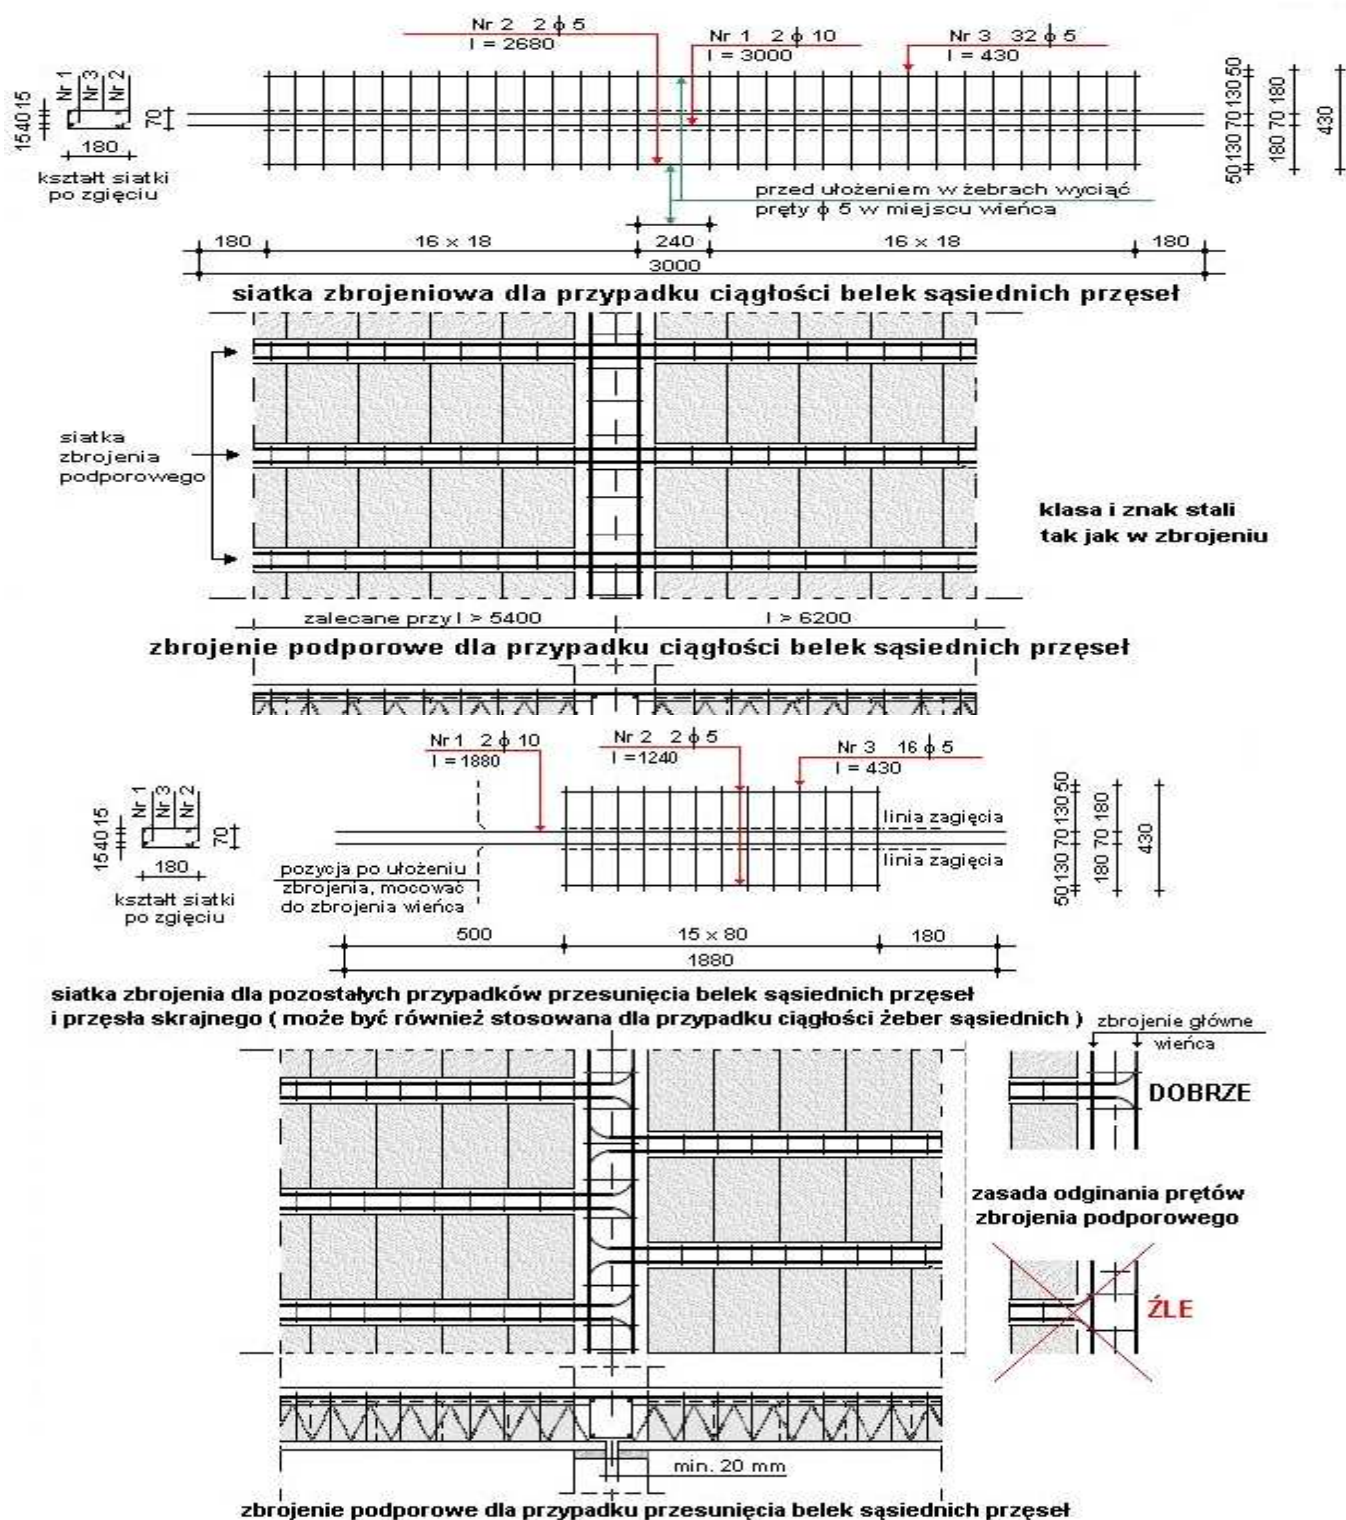 Nr 2 2 ϕ 5
l = 2680
Nr 1 2 ϕ 10
l = 3000
Nr 3 32 ϕ 5
l = 430
Nr 1
Nr 3
Nr 2
15 40 15
70
180
kształt siatki
po zgięciu
50 130 70 130 50
180 70 180
430
przed ułożeniem w żebrach wyciąć
pręty ϕ 5 w miejscu wieńca
180 16 x 18 240 16 x 18 180
3000
siatka zbrojeniowa dla przypadku ciągłości belek sąsiednich przęseł
siatka
zbrojenia
podporowego
klasa i znak stali
tak jak w zbrojeniu
zalecane przy l > 5400 l > 6200
zbrojenie podporowe dla przypadku ciągłości belek sąsiednich przęseł
Nr 1 2 ϕ 10
l = 1880
Nr 2 2 ϕ 5
l = 1240
Nr 3 16 ϕ 5
l = 430
Nr 1
Nr 3
Nr 2
15 40 15
70
180
kształt siatki
po zgięciu
linia zagięcia
linia zagięcia
50 130 70 130 50
180 70 180
430
pozycja po ułożeniu
zbrojenia, mocować
do zbrojenia wieńca
500 15 x 80 180
1880
siatka zbrojenia dla pozostałych przypadków przesunięcia belek sąsiednich przęseł
i przęsła skrajnego ( może być również stosowana dla przypadku ciągłości żeber sąsiednich )
zbrojenie główne
wieńca
DOBRZE
zasada odginania prętów
zbrojenia podporowego
ŹLE
min. 20 mm
zbrojenie podporowe dla przypadku przesunięcia belek sąsiednich przęseł